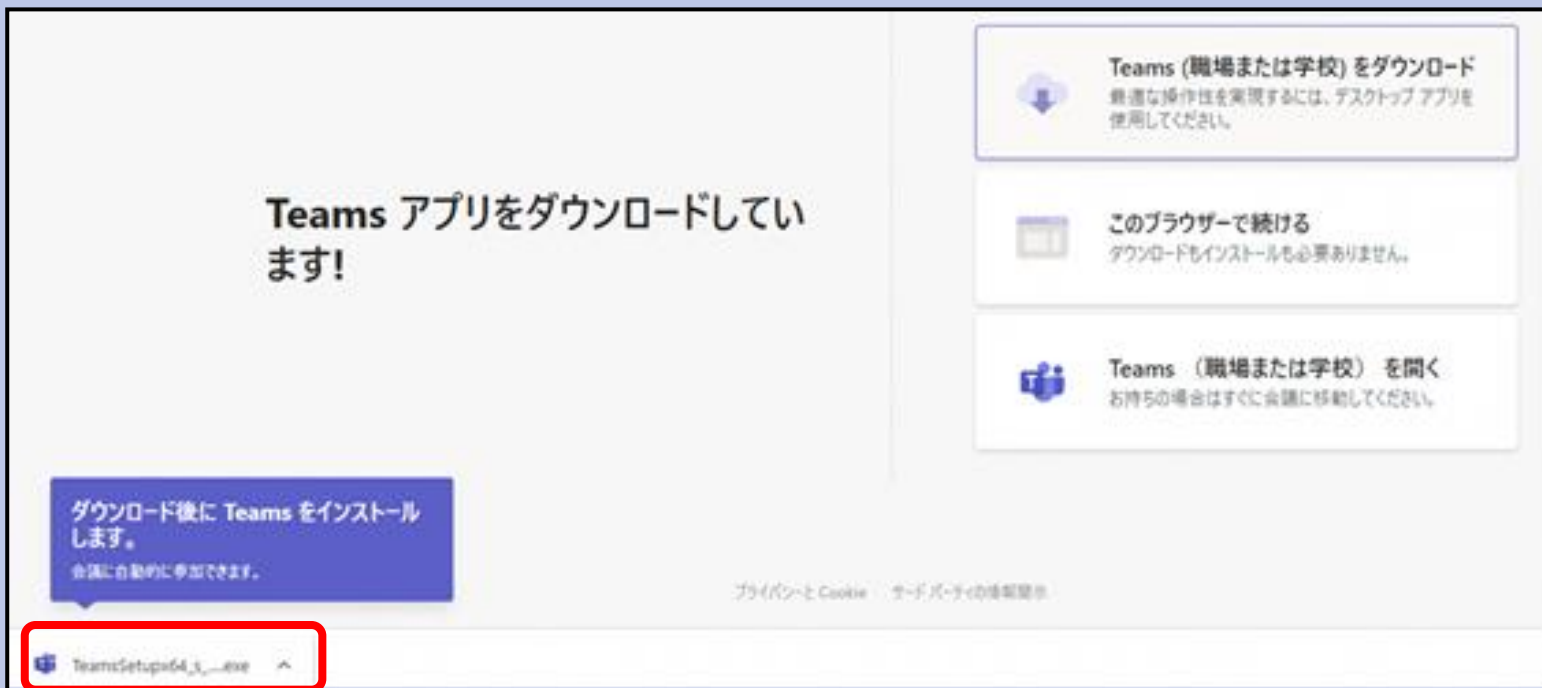 Teams (職場または学校) をダウンロード
最適な操作性を実現するには、デスクトップ アプリを
使用してください。
Teams アプリをダウンロードしてい
ます!
このブラウザーで続ける
ダウンロードもインストールも必要ありません。
Teams （職場または学校） を開く
お持ちの場合はすぐに会議に移動してください。
ダウンロード後に Teams をインストール
します。
会議に自動的に参加できます。
プライバシーと Cookie サード パーティの情報開示
TeamsSetupx64_s_....exe